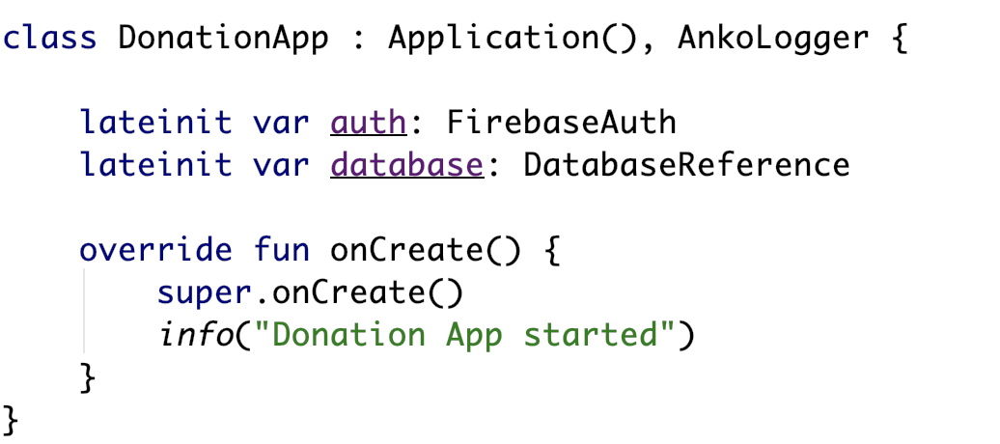 class DonationApp : Application(), AnkoLogger {
lateinit var auth: FirebaseAuth
lateinit var database: DatabaseReference
override fun onCreate() {
super.onCreate()
info("Donation App started")
}
}